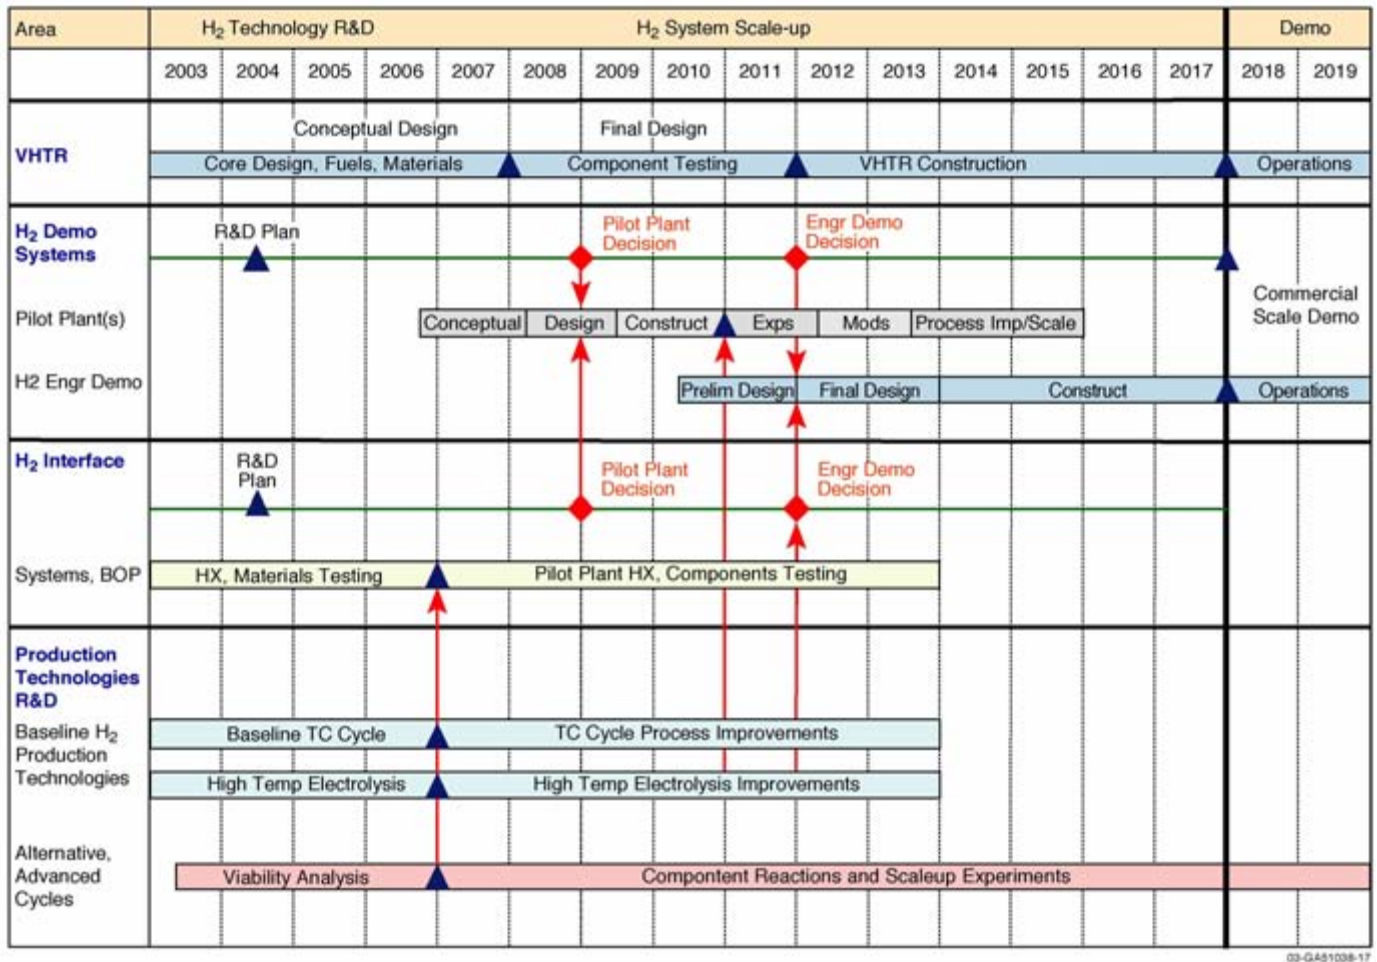 Area H₂ Technology R&D H₂ System Scale-up Demo
2003 2004 2005 2006 2007 2008 2009 2010 2011 2012 2013 2014 2015 2016 2017 2018 2019
Conceptual Design Final Design
VHTR Core Design, Fuels, Materials Component Testing VHTR Construction Operations
H₂ Demo
Systems
R&D Plan
Pilot Plant
Decision
Engr Demo
Decision
Commercial
Scale Demo
Pilot Plant(s) Conceptual Design Construct Exps Mods Process Imp/Scale
H2 Engr Demo Prelim Design Final Design Construct Operations
H₂ Interface
R&D
Plan
Pilot Plant
Decision
Engr Demo
Decision
Systems, BOP HX, Materials Testing Pilot Plant HX, Components Testing
Production
Technologies
R&D
Baseline H₂
Production
Technologies
Baseline TC Cycle TC Cycle Process Improvements
High Temp Electrolysis High Temp Electrolysis Improvements
Alternative,
Advanced
Cycles
Viability Analysis Compontent Reactions and Scaleup Experiments
03-GA51038-17